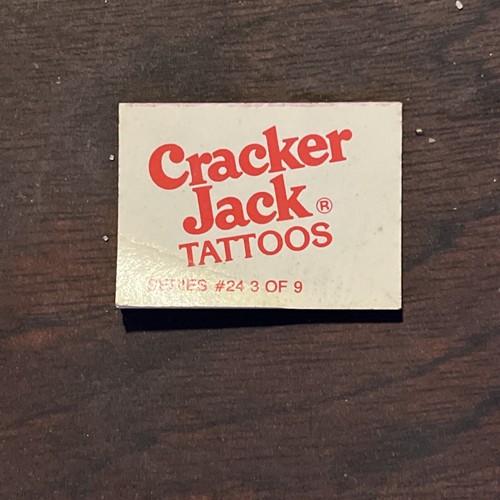 Cracker
Jack®
TATTOOS
SERIES #24 3 OF 9